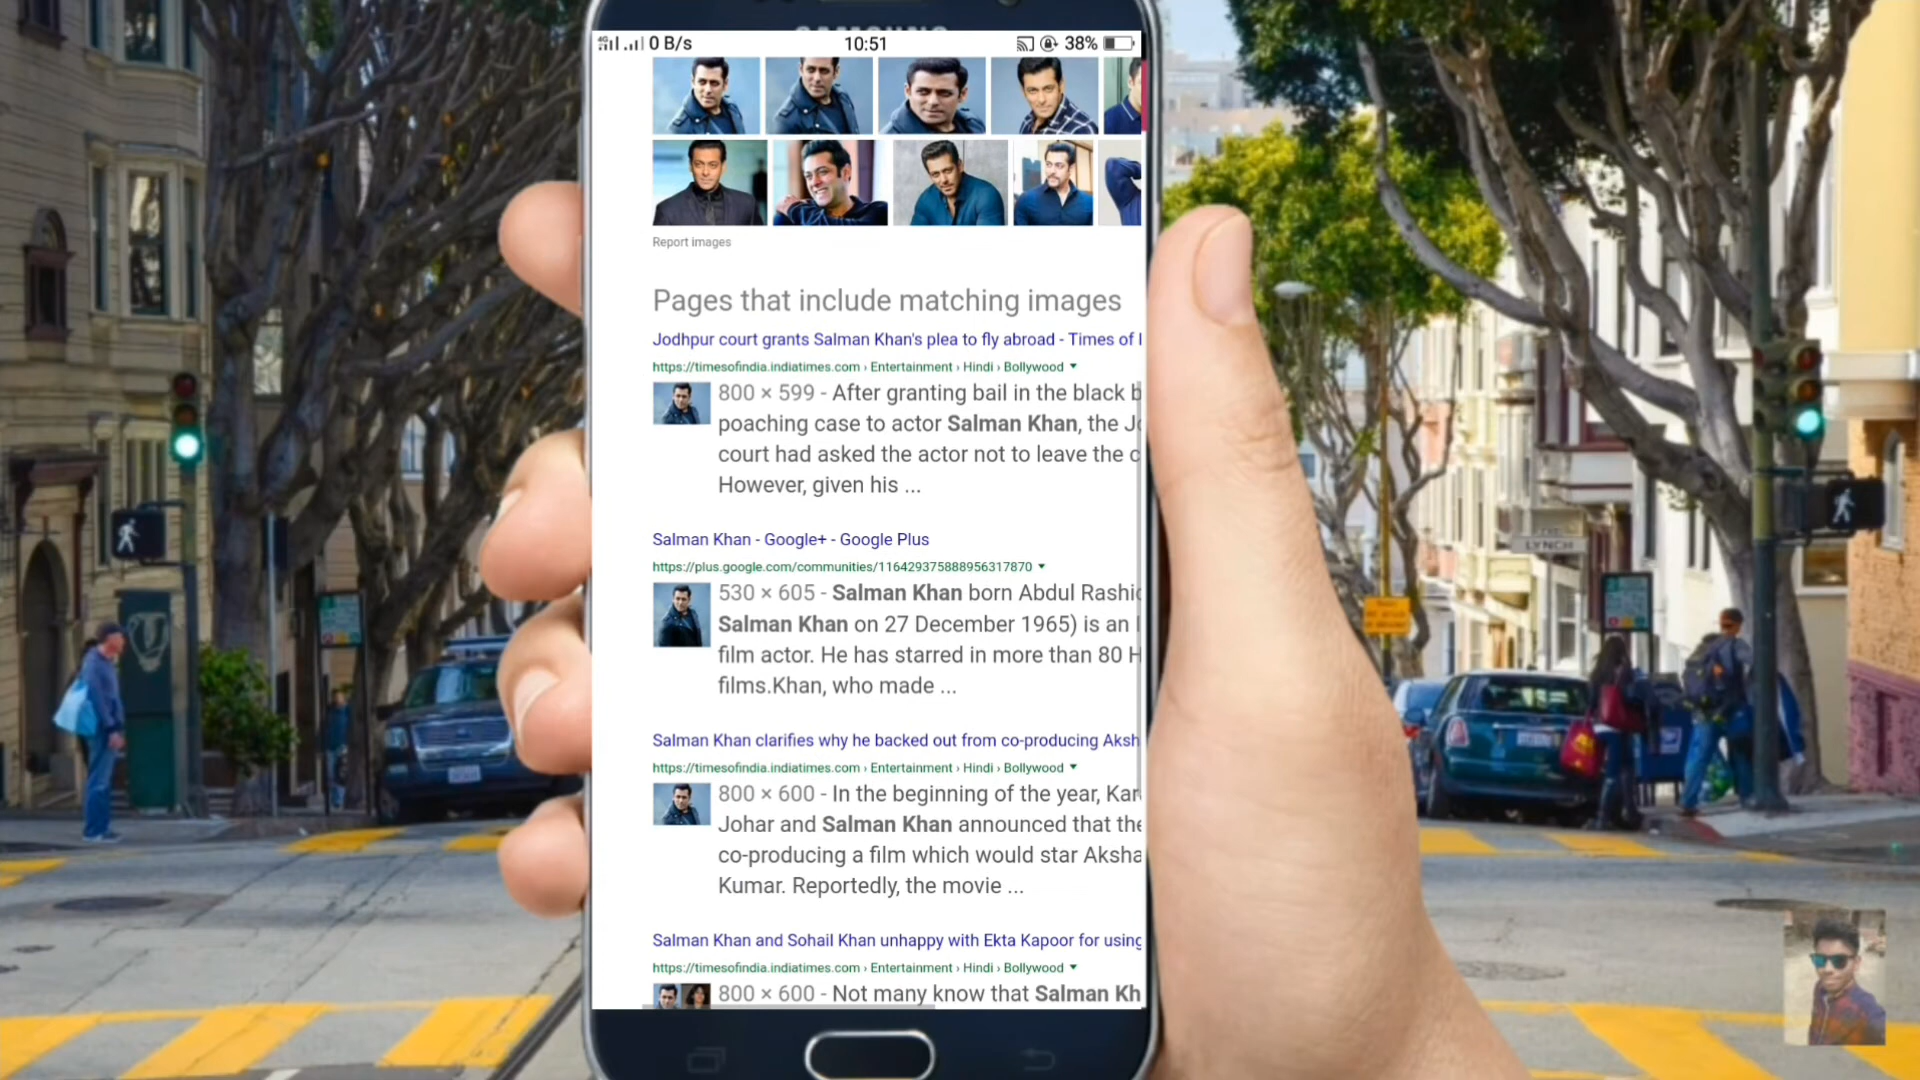 4G 0 B/s 10:51 38%
Report images
Pages that include matching images
Jodhpur court grants Salman Khan's plea to fly abroad - Times of
https://timesofindia.indiatimes.com › Entertainment › Hindi › Bollywood
800 × 599 - After granting bail in the black
poaching case to actor Salman Khan, the
court had asked the actor not to leave the
However, given his ...
Salman Khan - Google+ - Google Plus
https://plus.google.com/communities/116429375888956317870
530 × 605 - Salman Khan born Abdul
Salman Khan on 27 December 1965) is an
film actor. He has starred in more than 80
films.Khan, who made ...
Salman Khan clarifies why he backed out from co-producing
https://timesofindia.indiatimes.com › Entertainment › Hindi › Bollywood
800 × 600 - In the beginning of the year,
Johar and Salman Khan announced that
co-producing a film which would star
Kumar. Reportedly, the movie ...
Salman Khan and Sohail Khan unhappy with Ekta Kapoor for using
https://timesofindia.indiatimes.com › Entertainment › Hindi › Bollywood
800 × 600 - Not many know that Salman
LYNCH